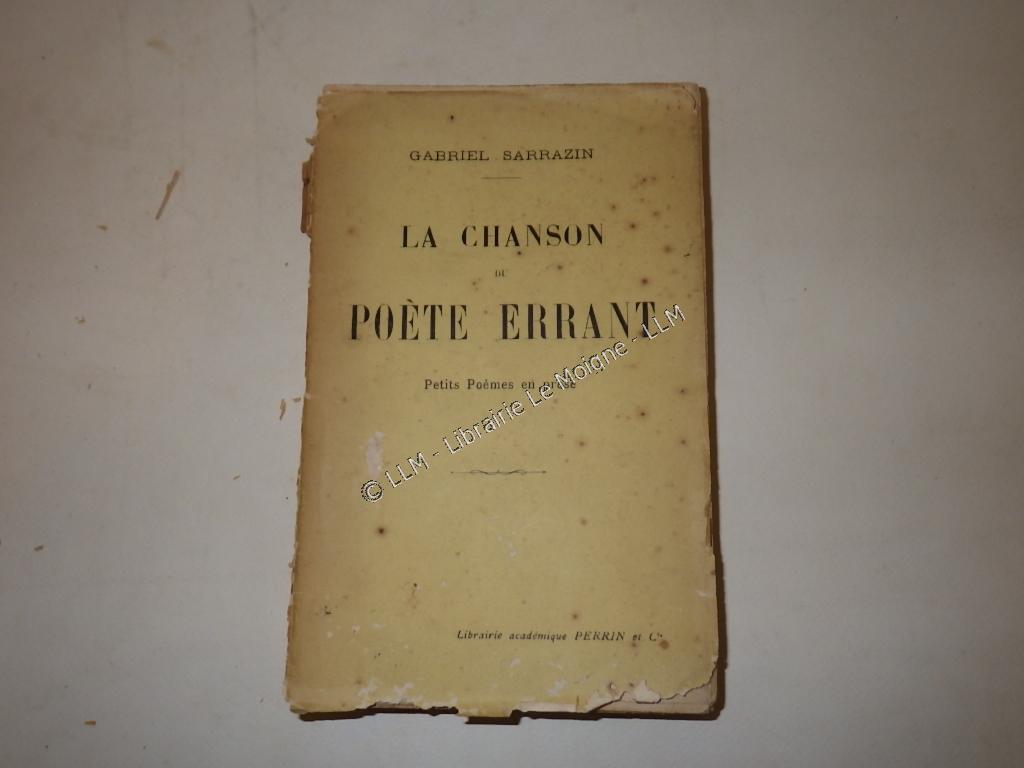 GABRIEL SARRAZIN
LA CHANSON
DU
POÈTE ERRANT
Petits Poèmes en prose
Librairie académique PERRIN et Cie
© LLM - Librairie Le Moigne - LLM